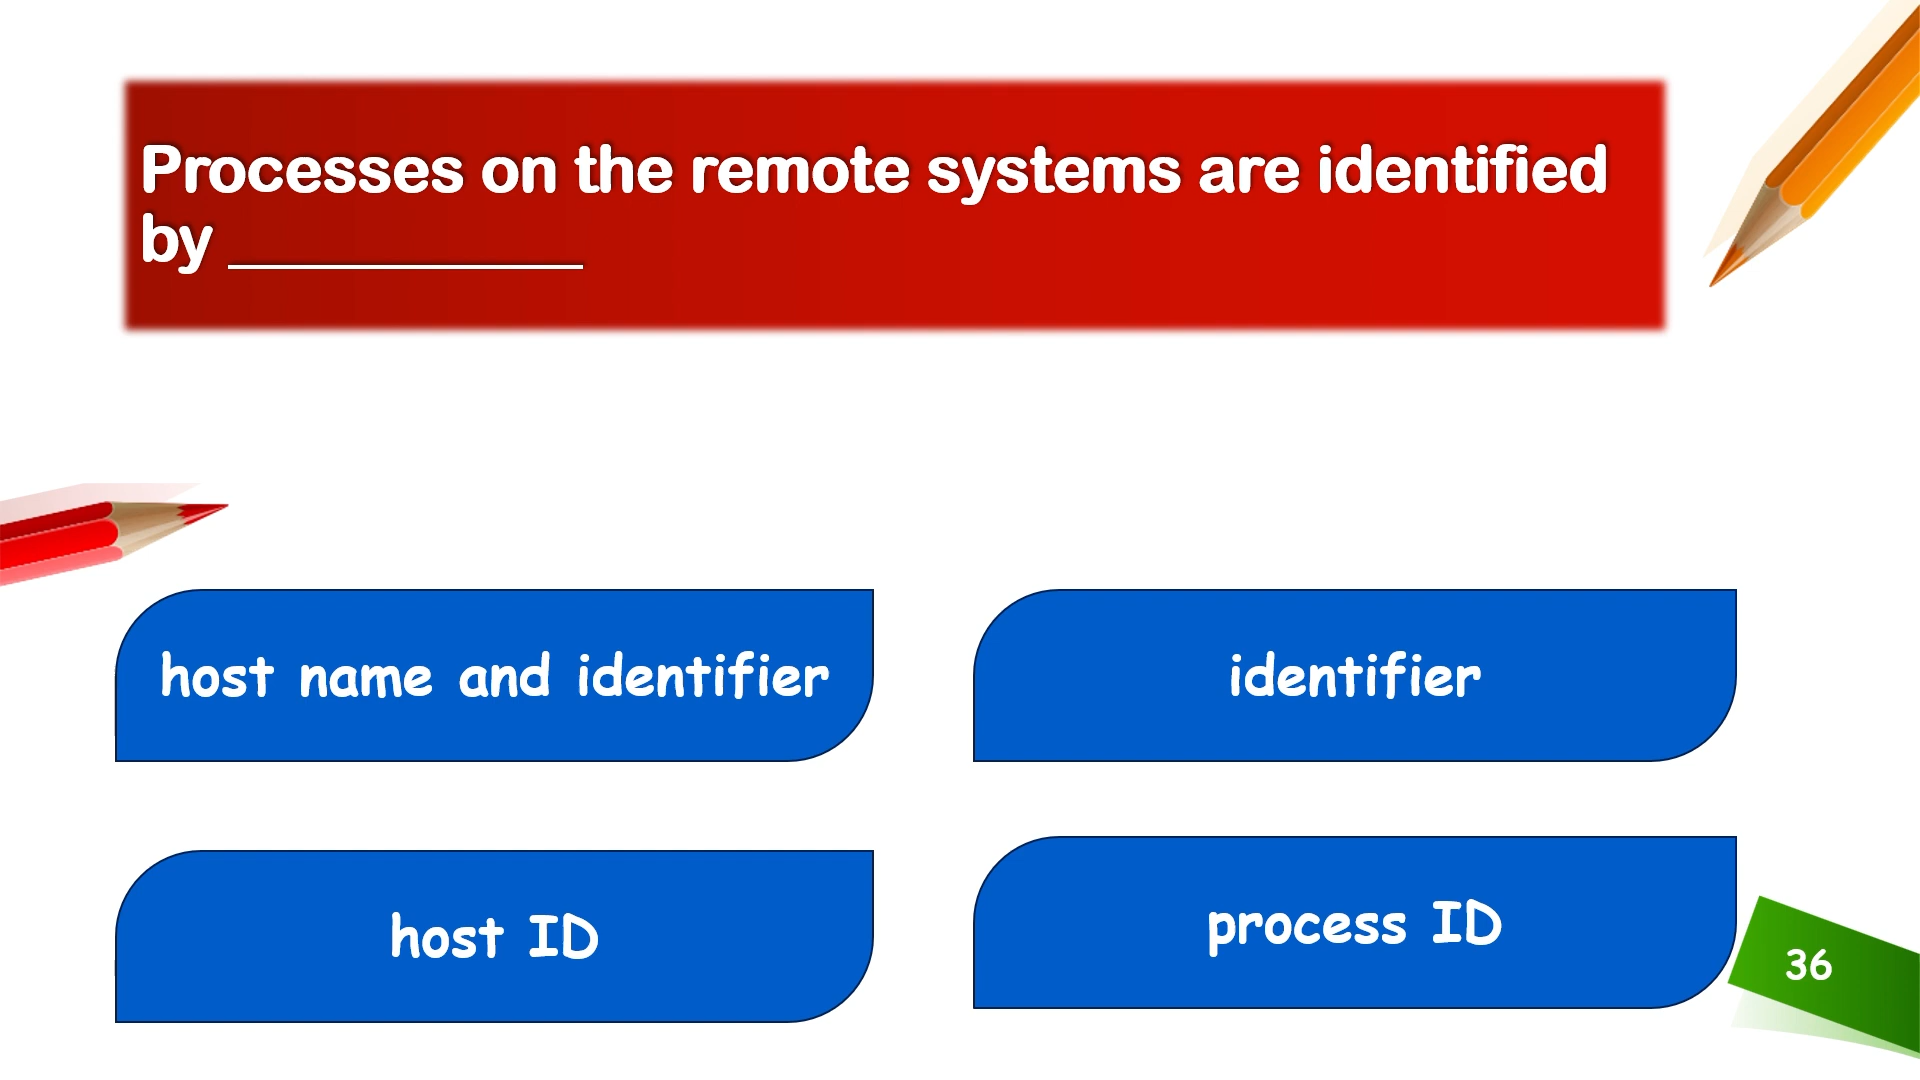 Processes on the remote systems are identified
by ___________
host name and identifier
identifier
host ID
process ID
36